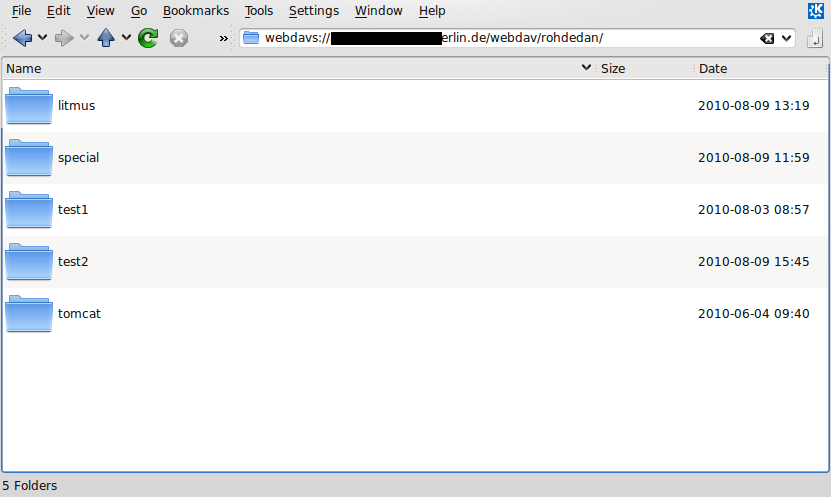 File Edit View Go Bookmarks Tools Settings Window Help
» webdavs:// erlin.de/webdav/rohdedan/
Name Size Date
litmus 2010-08-09 13:19
special 2010-08-09 11:59
test1 2010-08-03 08:57
test2 2010-08-09 15:45
tomcat 2010-06-04 09:40
5 Folders